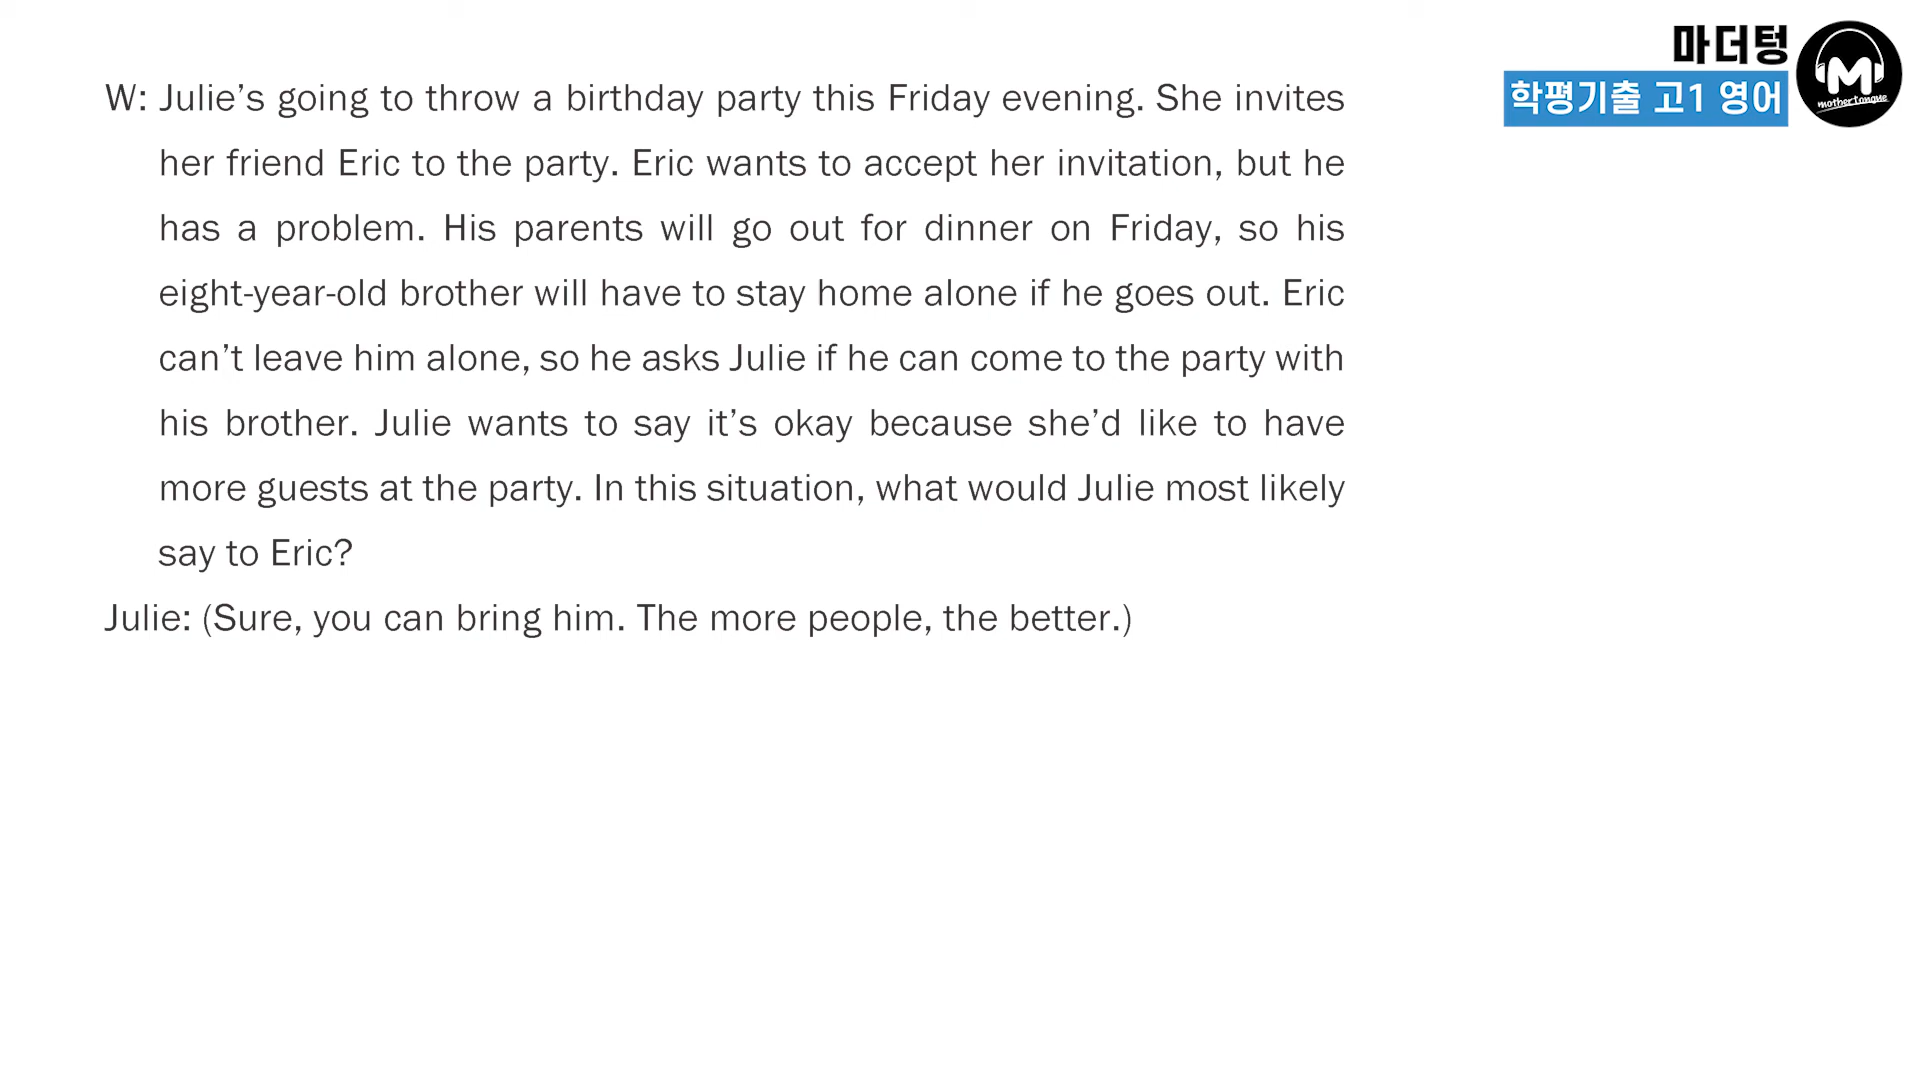 마더텅
학평기출 고1 영어
mothertongue
W: Julie’s going to throw a birthday party this Friday evening. She invites
her friend Eric to the party. Eric wants to accept her invitation, but he
has a problem. His parents will go out for dinner on Friday, so his
eight-year-old brother will have to stay home alone if he goes out. Eric
can’t leave him alone, so he asks Julie if he can come to the party with
his brother. Julie wants to say it’s okay because she’d like to have
more guests at the party. In this situation, what would Julie most likely
say to Eric?
Julie: (Sure, you can bring him. The more people, the better.)